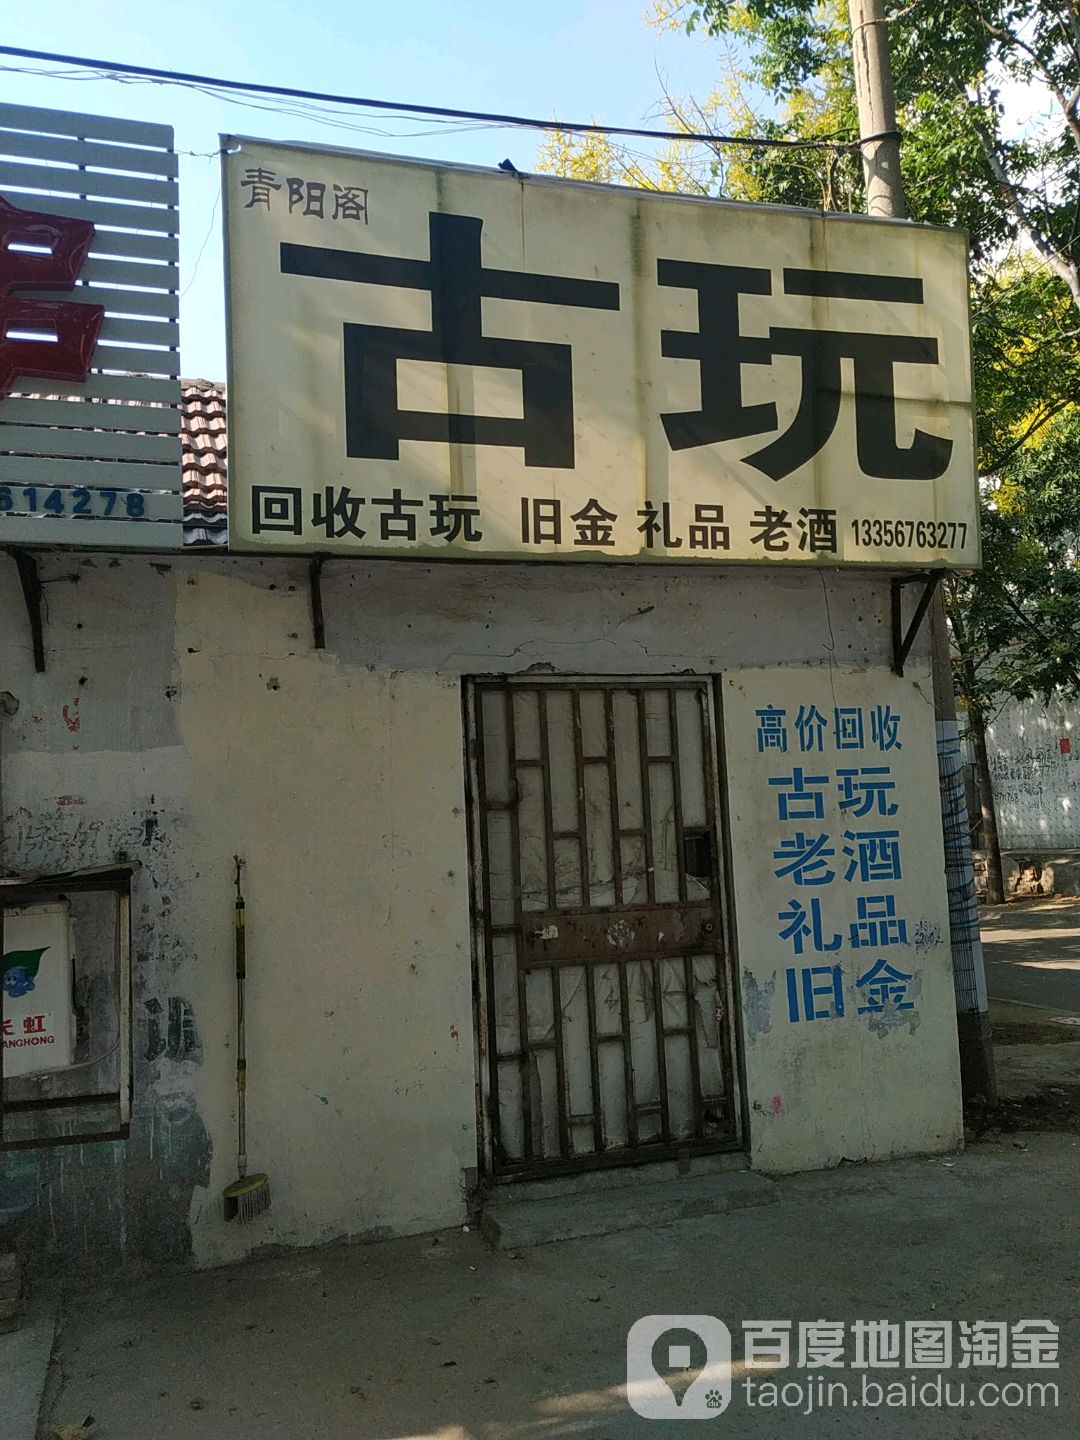 青阳阁
古玩
回收古玩 旧金 礼品 老酒 13356763277
614278
高价回收
古玩
老酒
礼品
旧金
长虹
ANGHONG
百度地图淘金
taojin.baidu.com